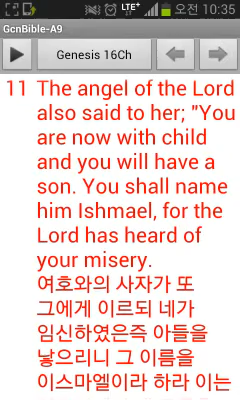 LTE 오전 10:35
GcnBible-A9
Genesis 16Ch
11 The angel of the Lord
also said to her; "You
are now with child
and you will have a
son. You shall name
him Ishmael, for the
Lord has heard of
your misery.
여호와의 사자가 또
그에게 이르되 네가
임신하였은즉 아들을
낳으리니 그 이름을
이스마엘이라 하라 이는